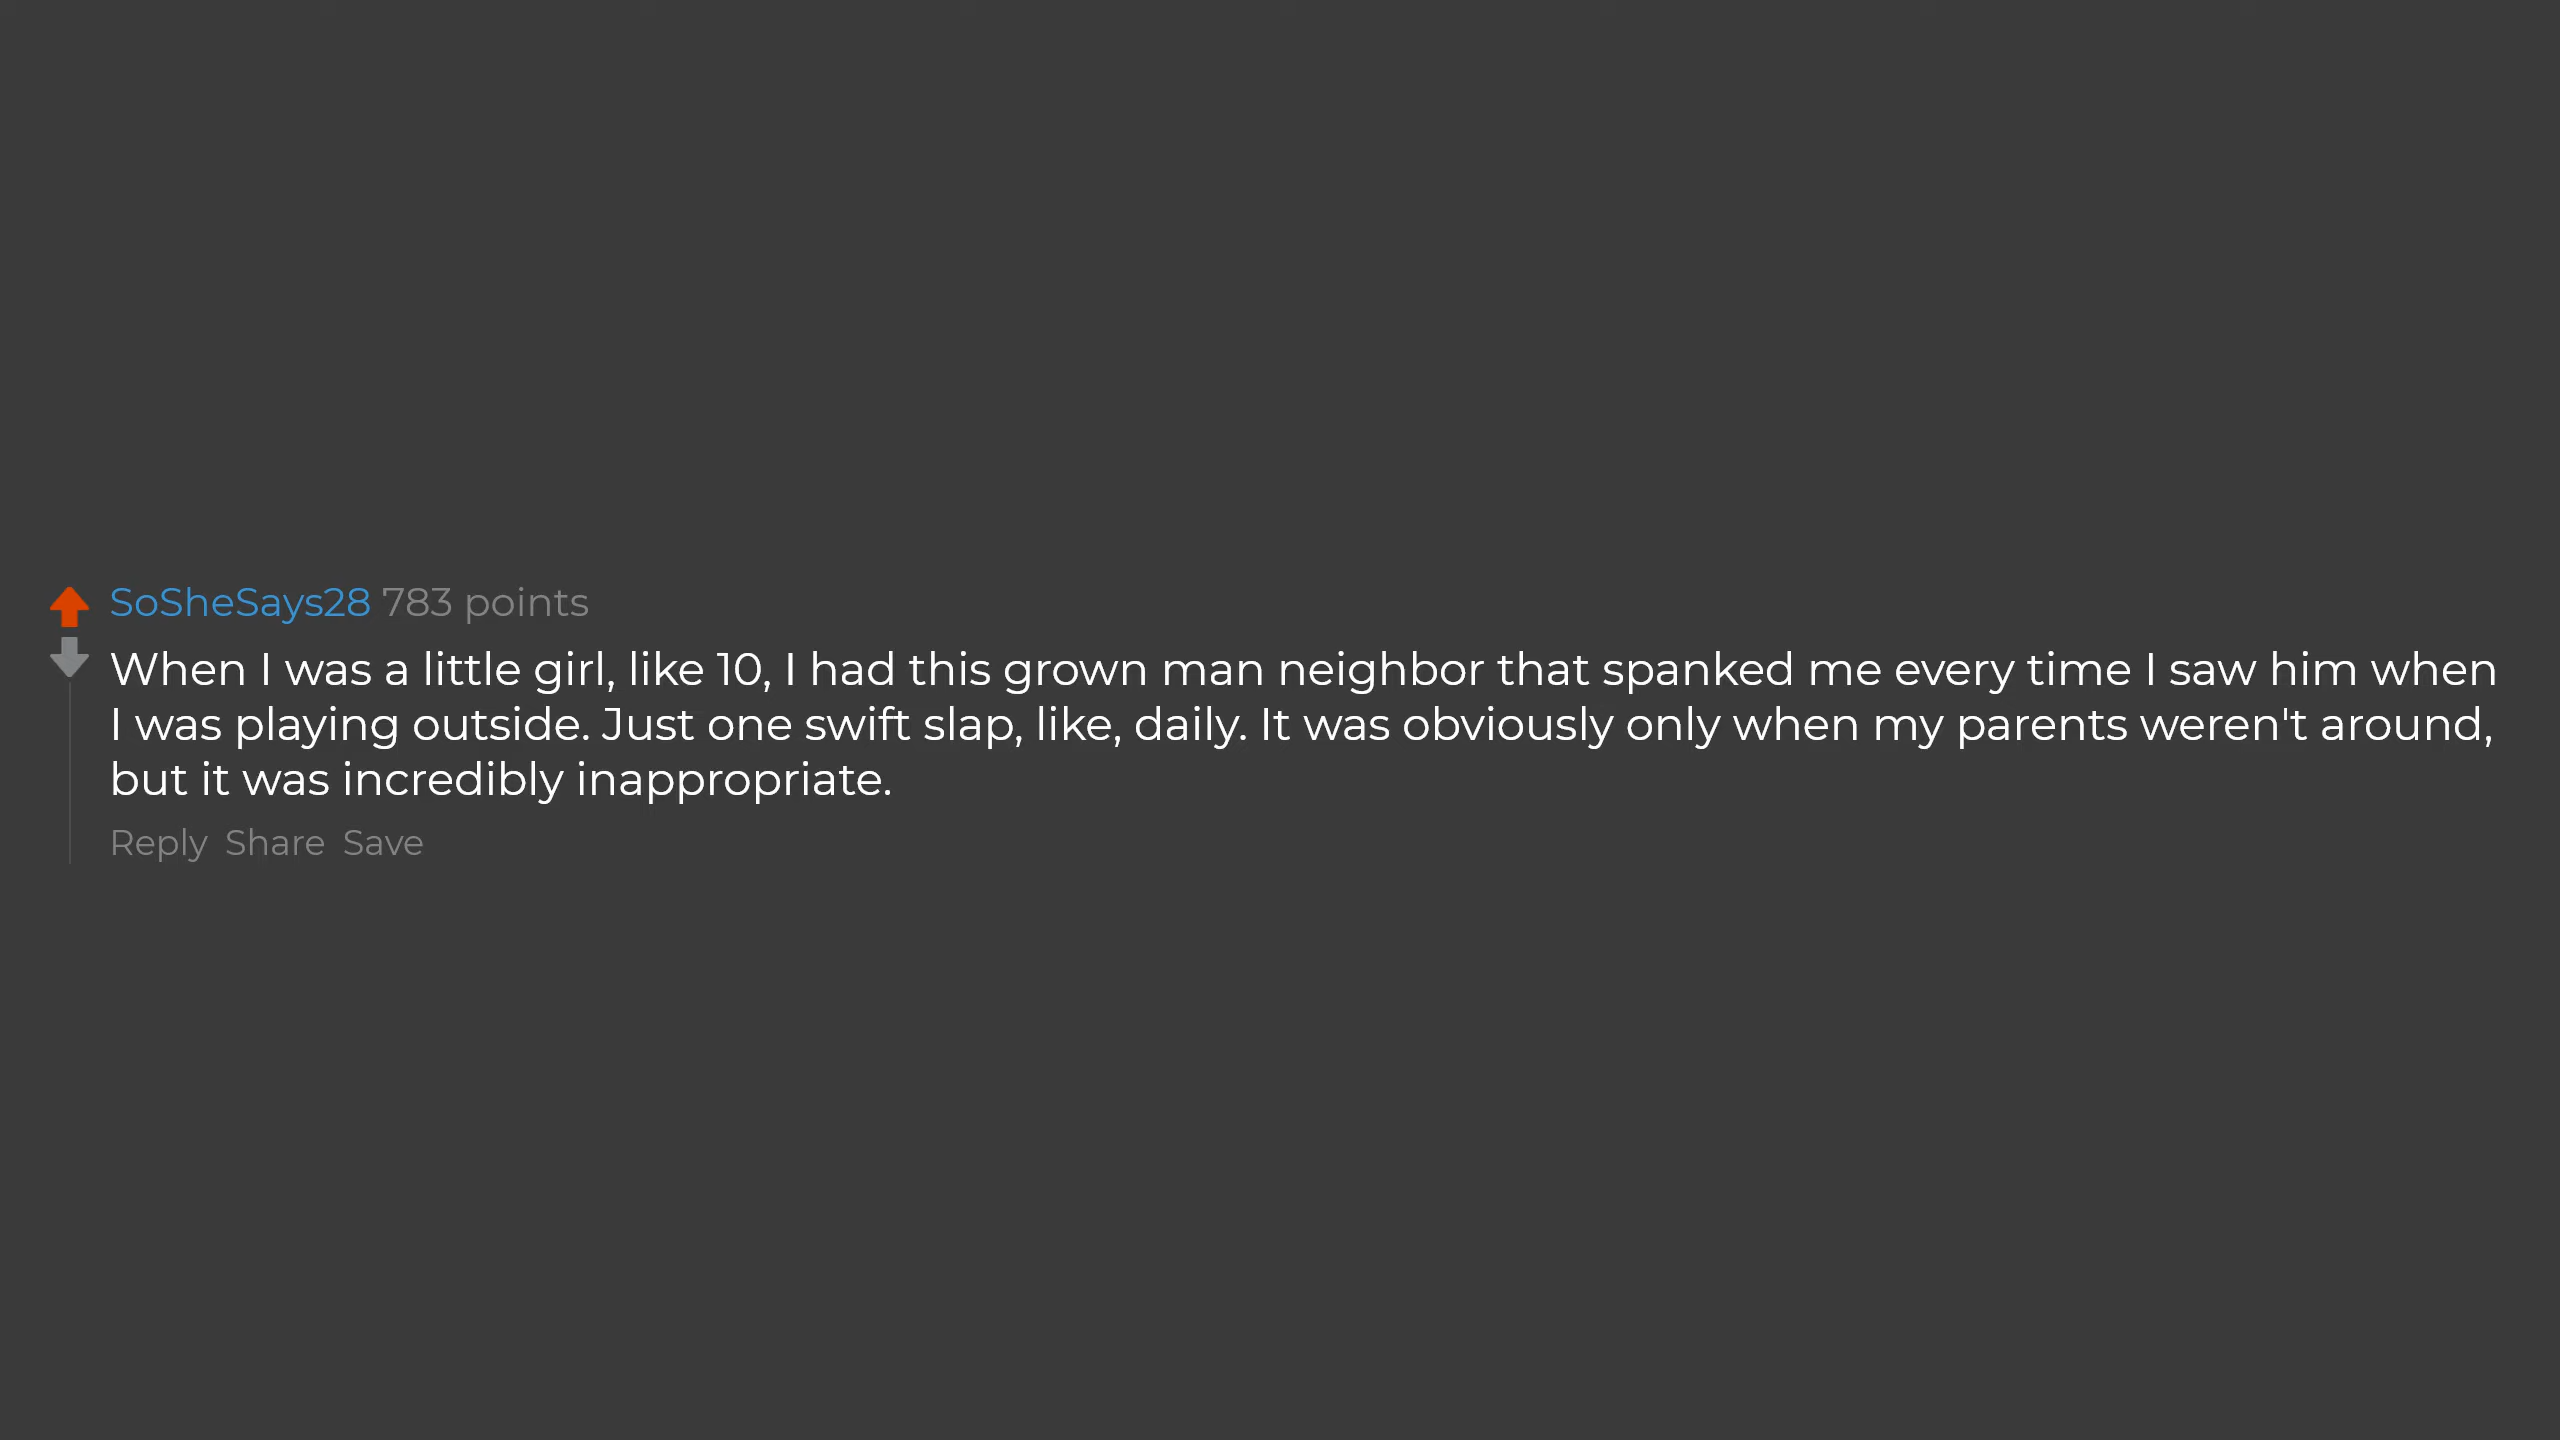 SoSheSays28 783 points
When I was a little girl, like 10, I had this grown man neighbor that spanked me every time I saw him when
I was playing outside. Just one swift slap, like, daily. It was obviously only when my parents weren't around,
but it was incredibly inappropriate.
Reply Share Save